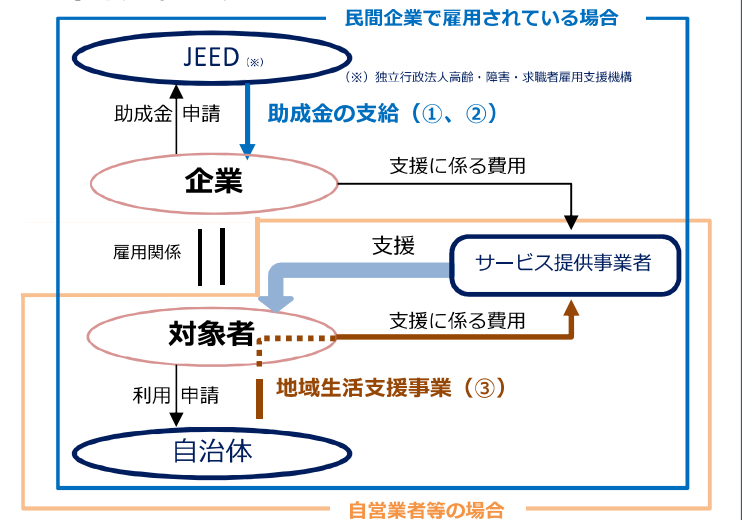 民間企業で雇用されている場合
JEED（※）
（※）独立行政法人高齢・障害・求職者雇用支援機構
助成金 申請
助成金の支給（①、②）
企業
支援に係る費用
雇用関係
支援
サービス提供事業者
対象者
支援に係る費用
利用 申請
地域生活支援事業（③）
自治体
自営業者等の場合